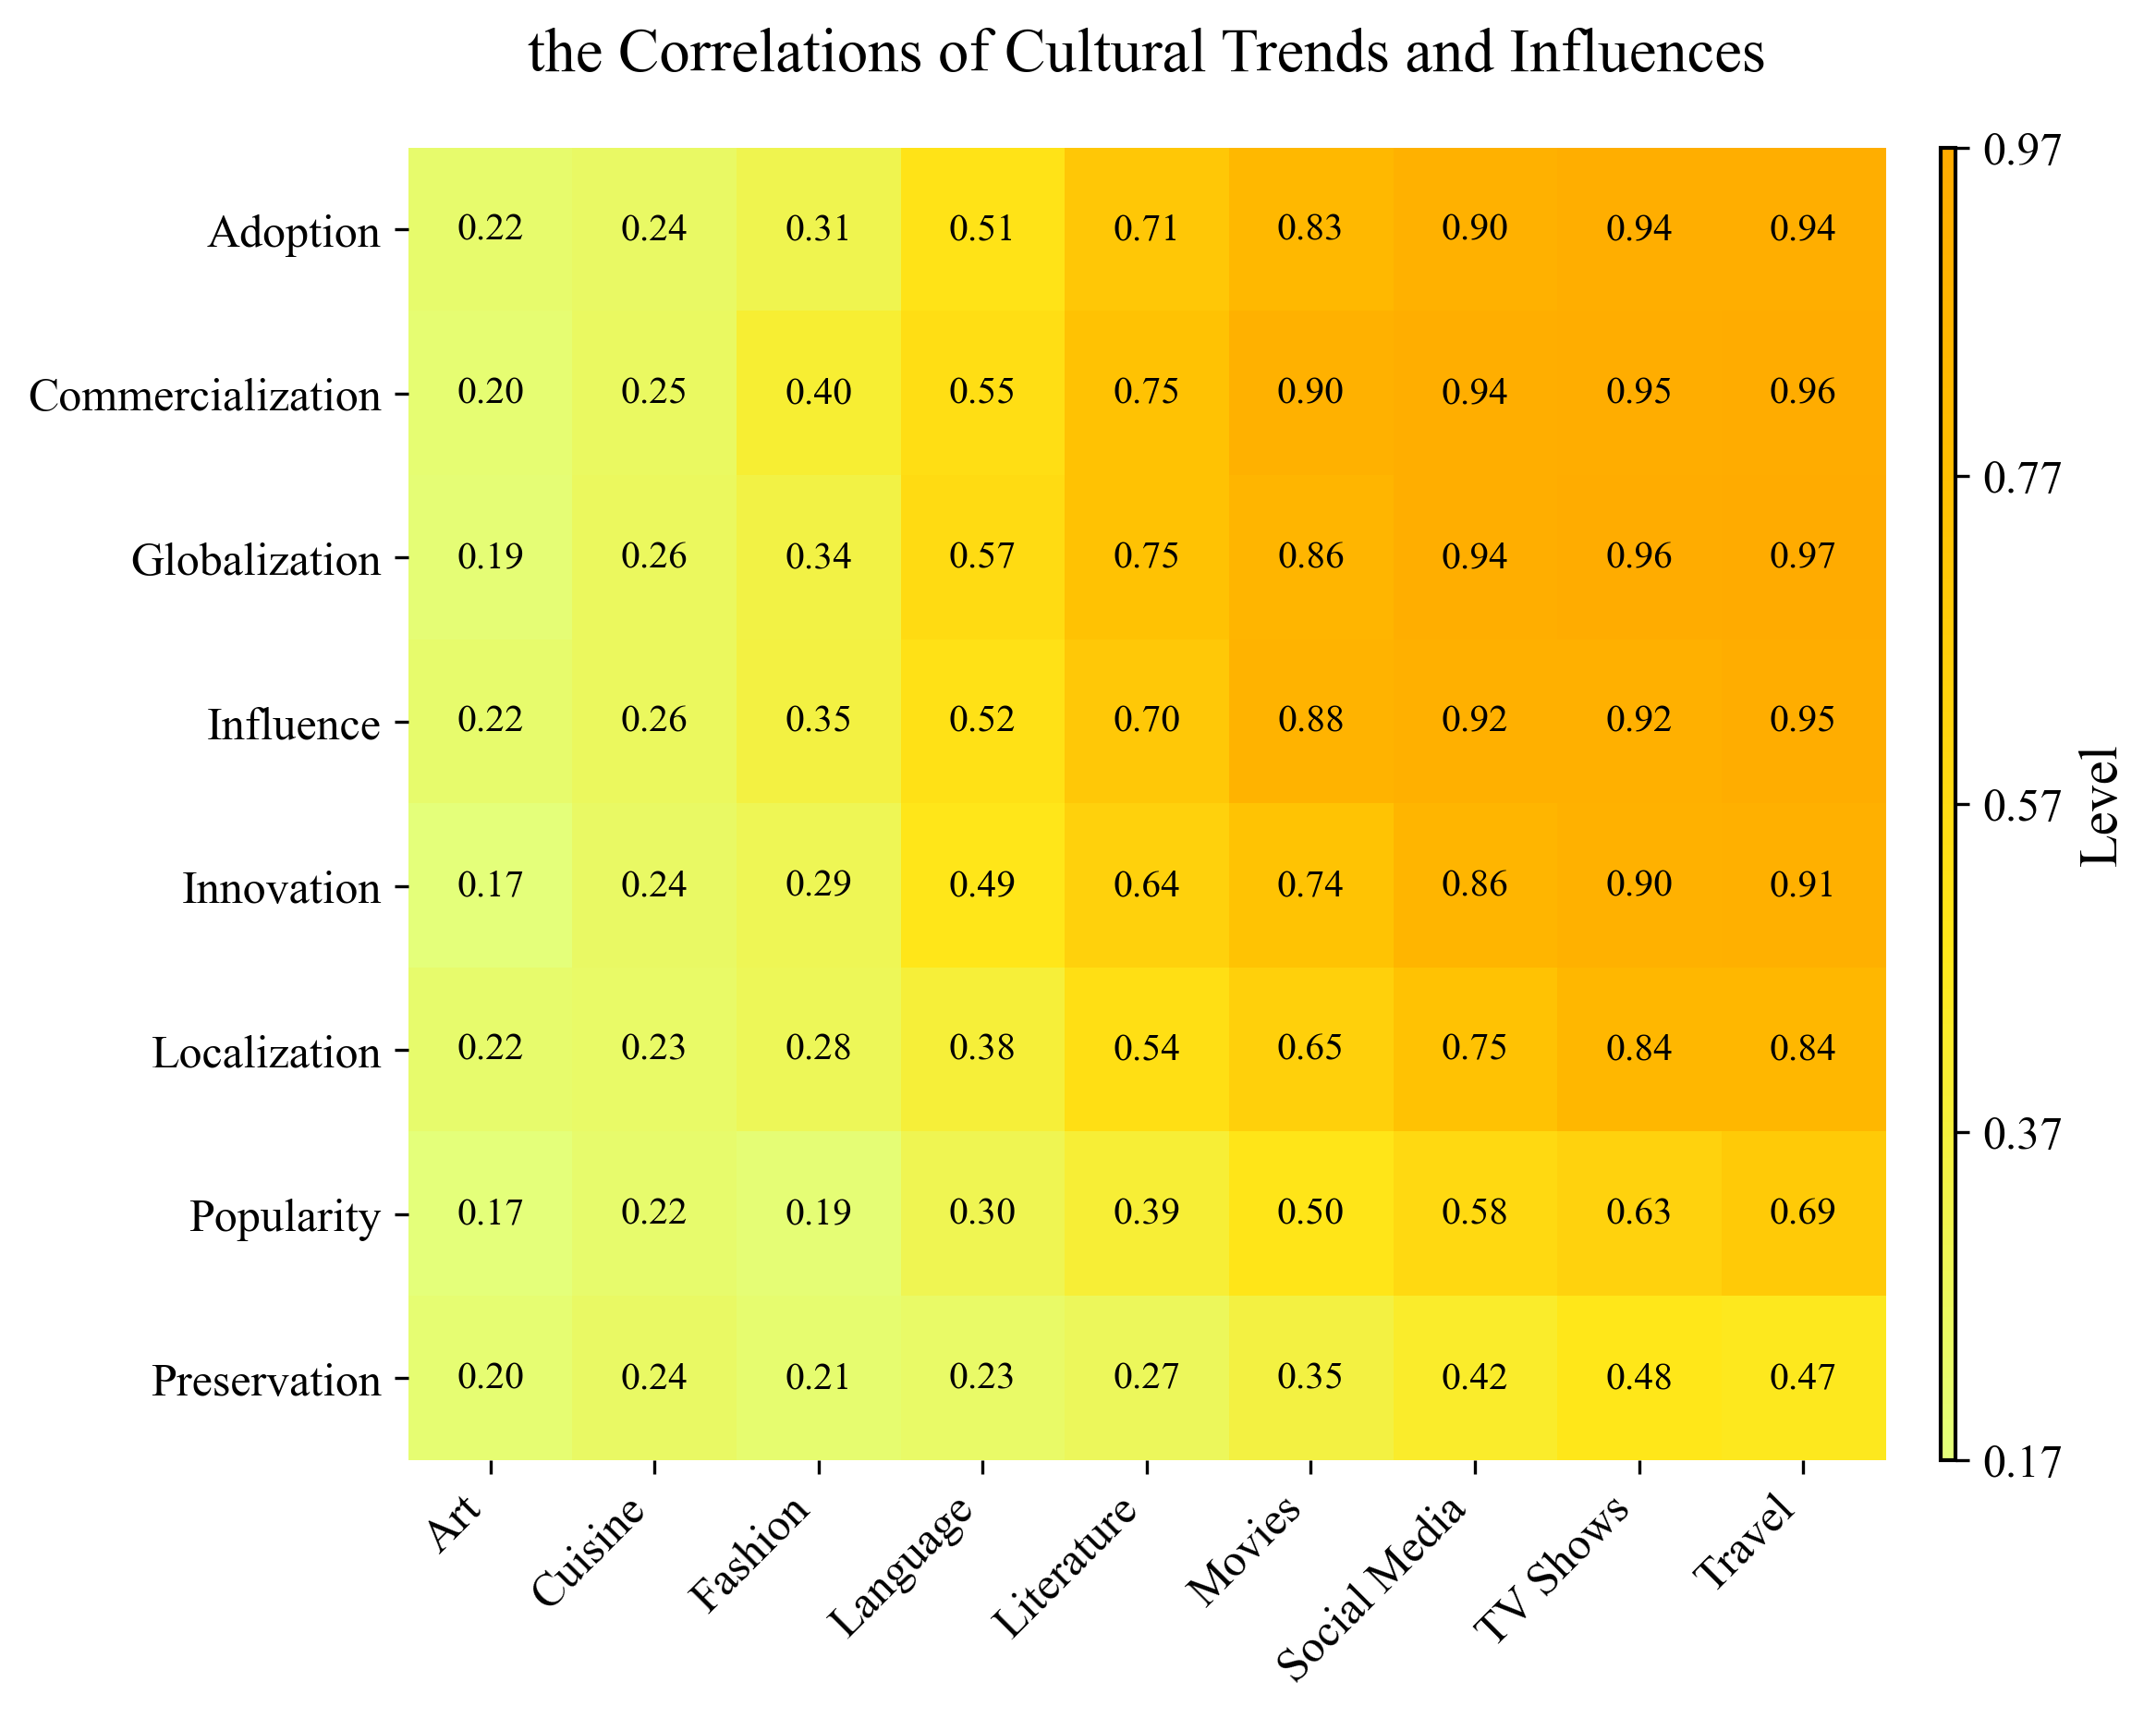 the Correlations of Cultural Trends and Influences
Adoption 0.22 0.24 0.31 0.51 0.71 0.83 0.90 0.94 0.94
Commercialization 0.20 0.25 0.40 0.55 0.75 0.90 0.94 0.95 0.96
Globalization 0.19 0.26 0.34 0.57 0.75 0.86 0.94 0.96 0.97
Influence 0.22 0.26 0.35 0.52 0.70 0.88 0.92 0.92 0.95
Innovation 0.17 0.24 0.29 0.49 0.64 0.74 0.86 0.90 0.91
Localization 0.22 0.23 0.28 0.38 0.54 0.65 0.75 0.84 0.84
Popularity 0.17 0.22 0.19 0.30 0.39 0.50 0.58 0.63 0.69
Preservation 0.20 0.24 0.21 0.23 0.27 0.35 0.42 0.48 0.47
Art
Cuisine
Fashion
Language
Literature
Movies
Social Media
TV Shows
Travel
0.97
0.77
0.57
0.37
0.17
Level